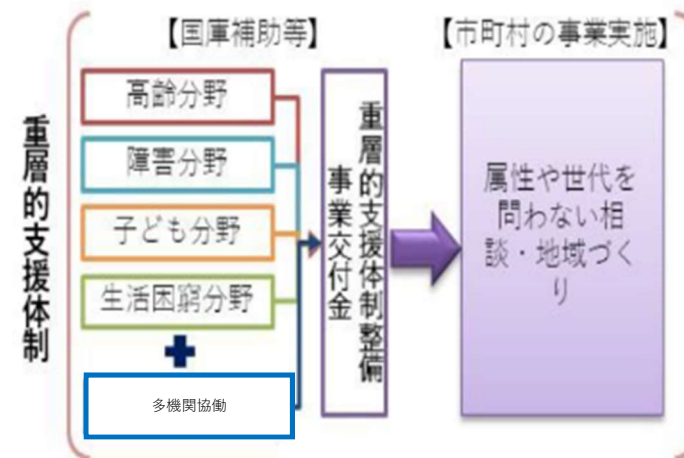 【国庫補助等】
【市町村の事業実施】
重層的支援体制
高齢分野
障害分野
子ども分野
生活困窮分野
多機関協働
重層的支援体制整備
事業交付金
属性や世代を
問わない相
談・地域づく
り